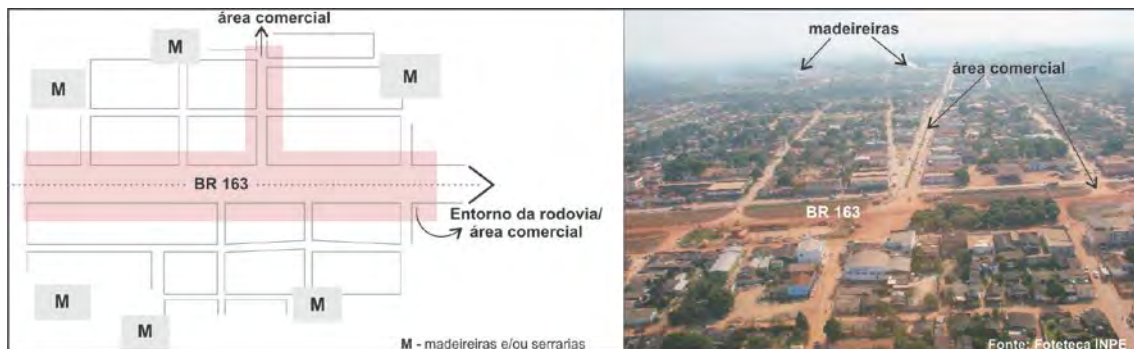 área comercial
M
M
M
BR 163
Entorno da rodovia/
área comercial
M
M
M
M - madeireiras e/ou serrarias
madeireiras
área comercial
BR 163
Fonte: Fototeca INPE